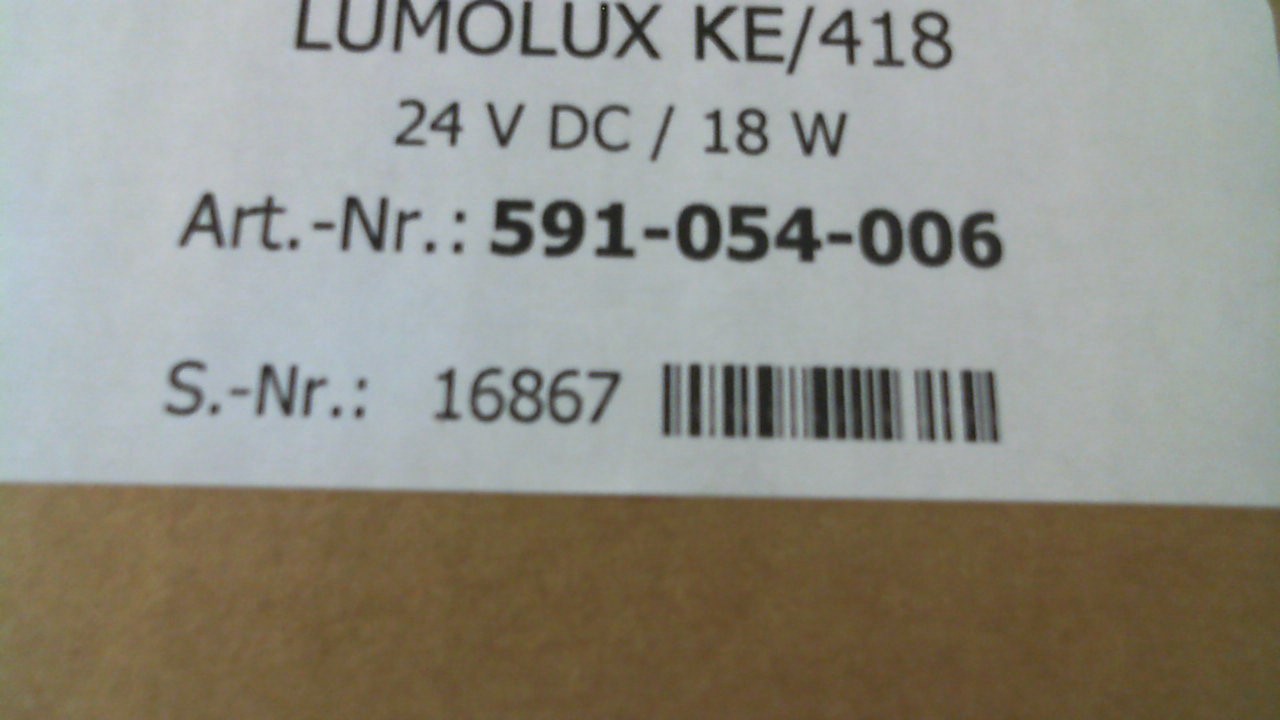 LUMOLUX KE/418
24 V DC / 18 W
Art.-Nr.: 591-054-006
S.-Nr.: 16867